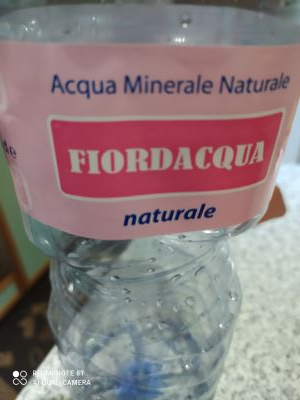 Acqua Minerale Naturale
FIORDACQUA
naturale
REDMI NOTE 8T
AI QUAD CAMERA